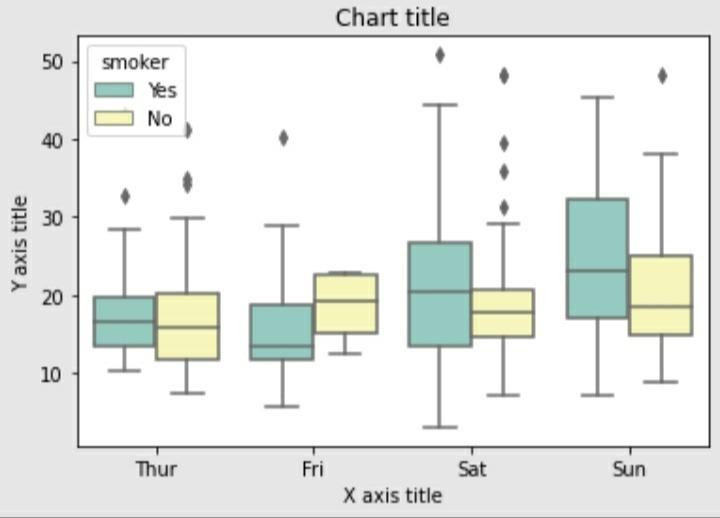 Chart title
smoker
Yes
No
50
40
30
20
10
Y axis title
Thur Fri Sat Sun
X axis title